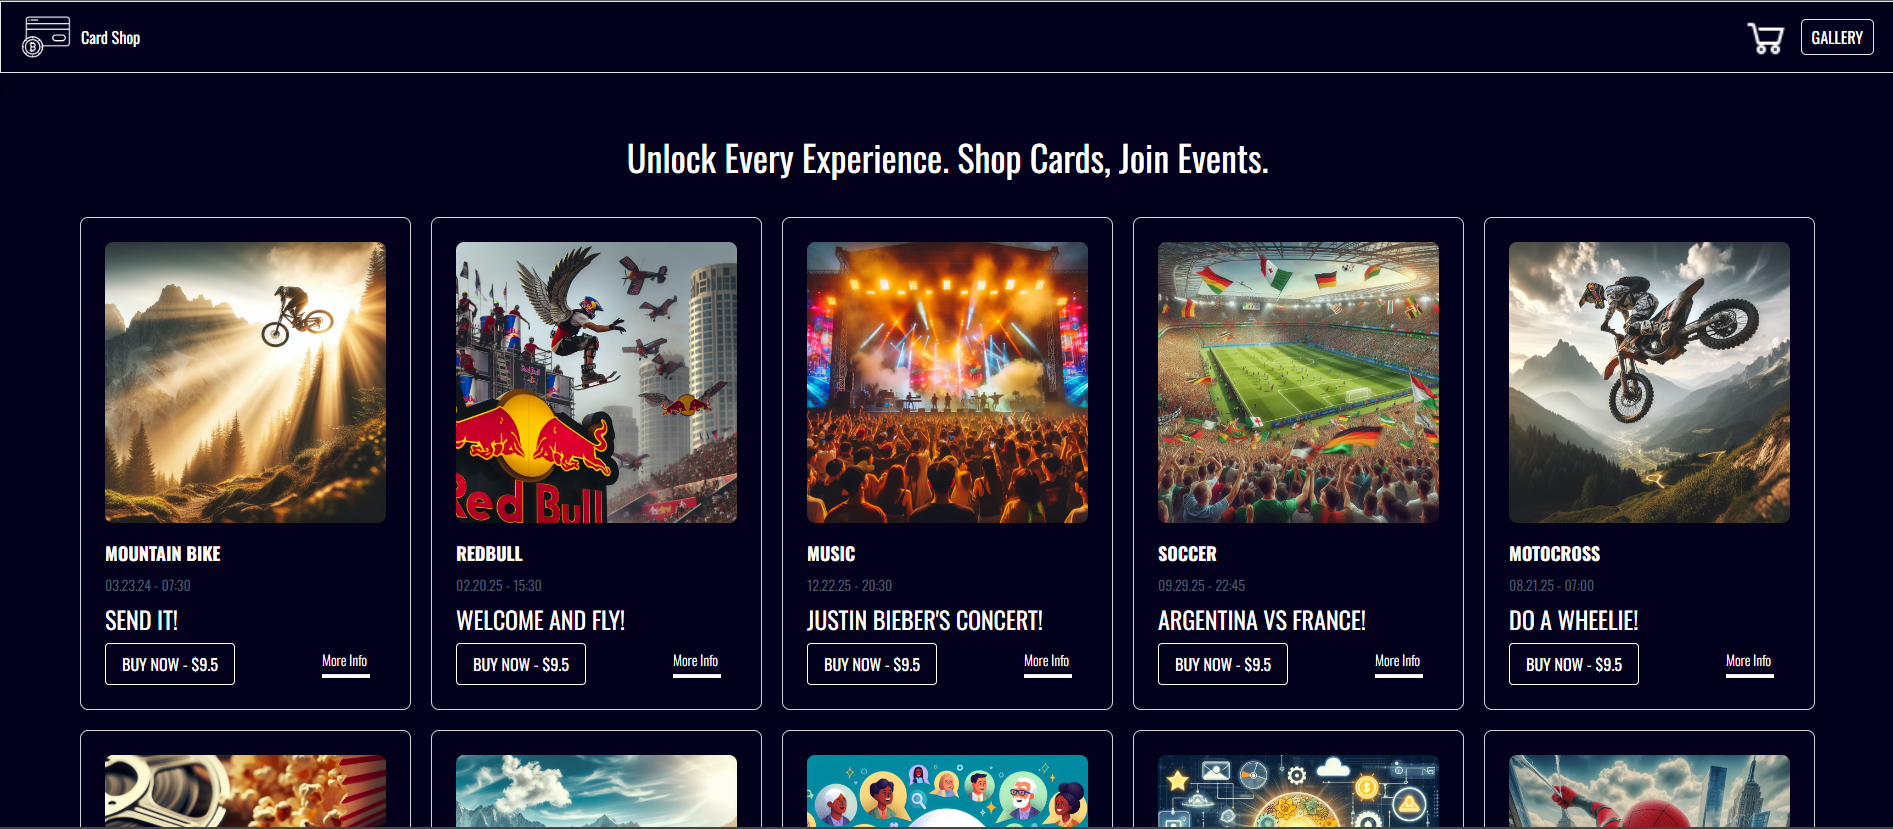 Card Shop
GALLERY
Unlock Every Experience. Shop Cards, Join Events.
Red Bull
MOUNTAIN BIKE
03.23.24 - 07:30
SEND IT!
BUY NOW - $9.5
More Info
REDBULL
02.20.25 - 15:30
WELCOME AND FLY!
BUY NOW - $9.5
More Info
MUSIC
12.22.25 - 20:30
JUSTIN BIEBER'S CONCERT!
BUY NOW - $9.5
More Info
SOCCER
09.29.25 - 22:45
ARGENTINA VS FRANCE!
BUY NOW - $9.5
More Info
MOTOCROSS
08.21.25 - 07:00
DO A WHEELIE!
BUY NOW - $9.5
More Info